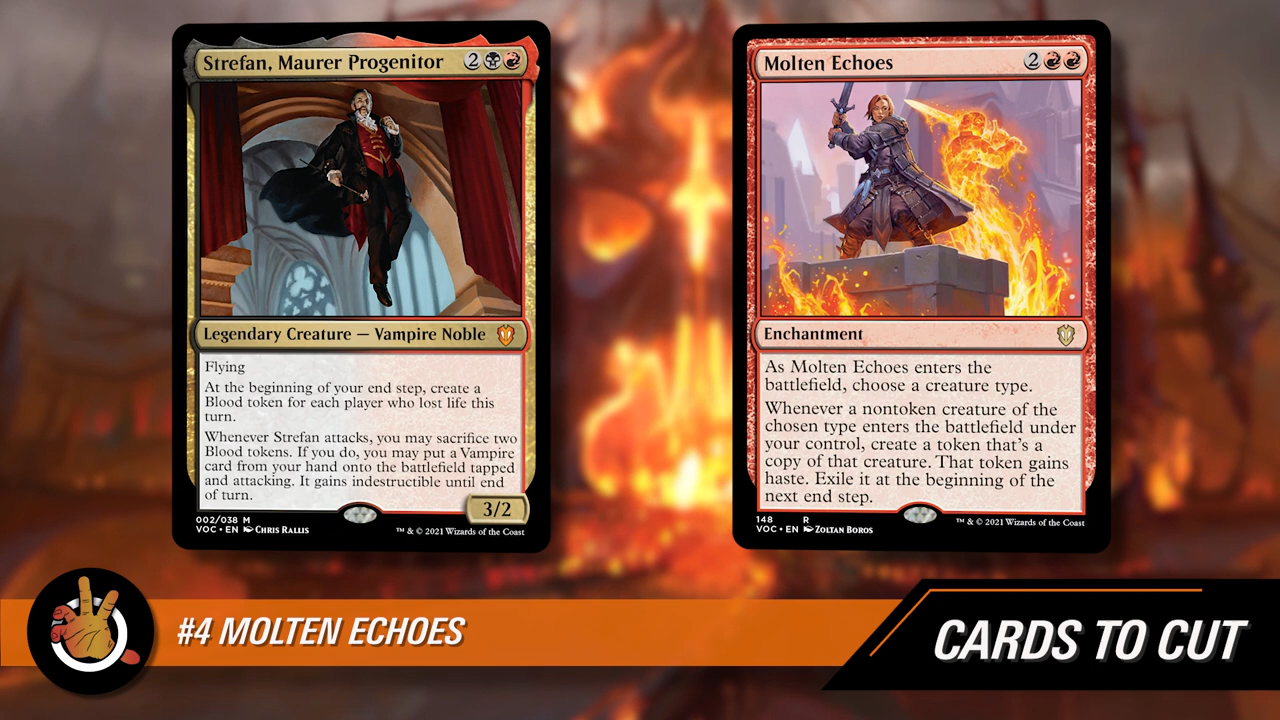 Strefan, Maurer Progenitor 2
Flying
Legendary Creature — Vampire Noble
At the beginning of your end step, create a
Blood token for each player who lost life this
turn.
Whenever Strefan attacks, you may sacrifice two
Blood tokens. If you do, you may put a Vampire
card from your hand onto the battlefield tapped
and attacking. It gains indestructible until end
of turn.
3/2
002/038 M
VOC • EN CHRIS RALLIS
™ & © 2021 Wizards of the Coast
Molten Echoes 2
Enchantment
As Molten Echoes enters the
battlefield, choose a creature type.
Whenever a nontoken creature of the
chosen type enters the battlefield under
your control, create a token that's a
copy of that creature. That token gains
haste. Exile it at the beginning of the
next end step.
148 R
VOC • EN ZOLTAN BOROS
™ & © 2021 Wizards of the Coast
#4 MOLTEN ECHOES
CARDS TO CUT